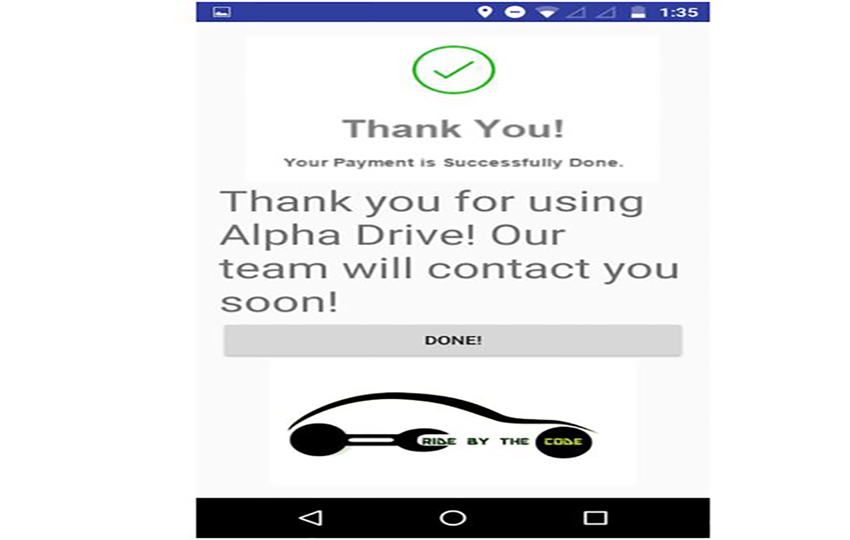 1:35
Thank You!
Your Payment is Successfully Done.
Thank you for using
Alpha Drive! Our
team will contact you
soon!
DONE!
RIDE BY THE CODE